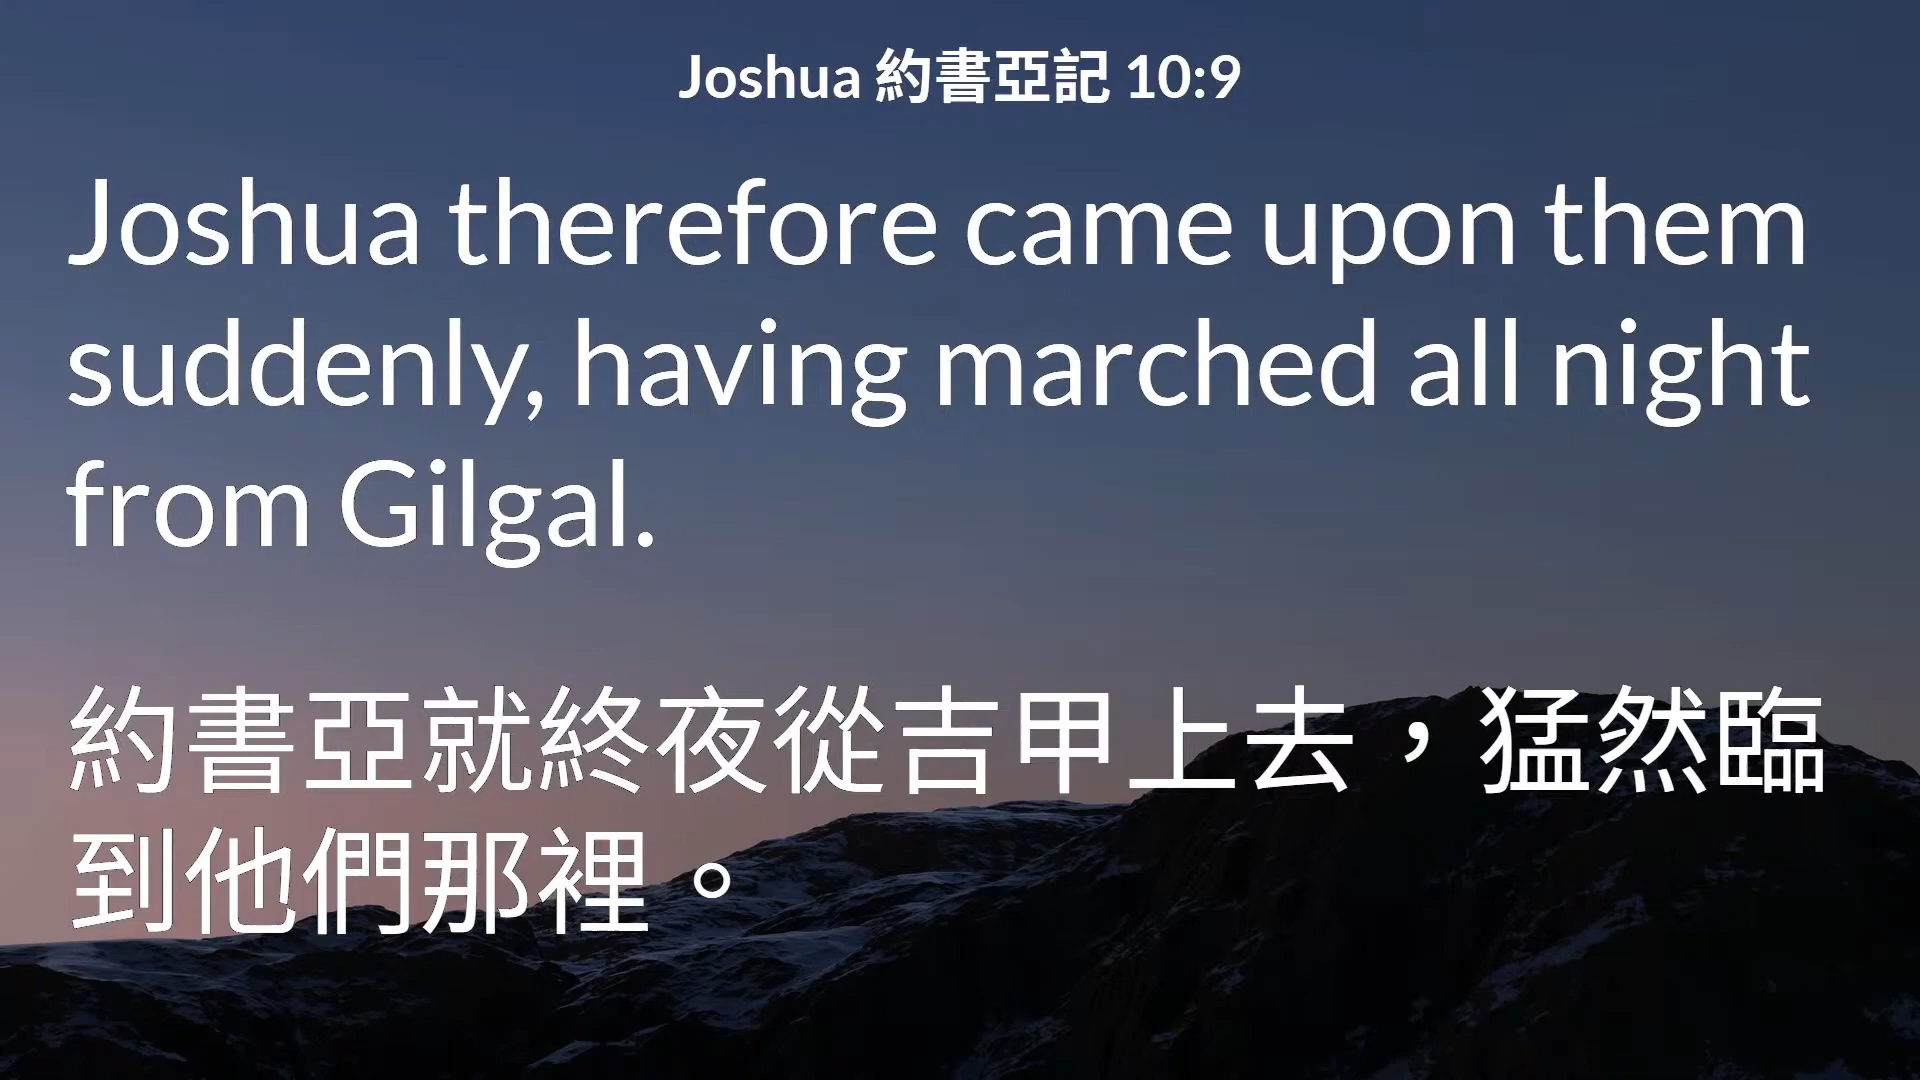 Joshua 約書亞記 10:9
Joshua therefore came upon them
suddenly, having marched all night
from Gilgal.
約書亞就終夜從吉甲上去，猛然臨
到他們那裡。